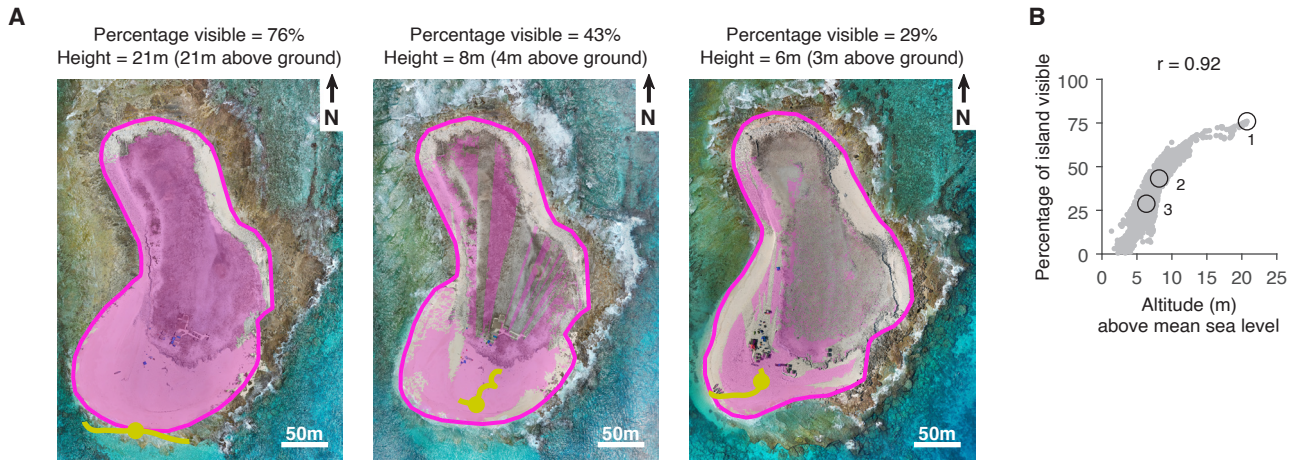 A
Percentage visible = 76%
Height = 21m (21m above ground)
N
50m
Percentage visible = 43%
Height = 8m (4m above ground)
N
50m
Percentage visible = 29%
Height = 6m (3m above ground)
N
50m
B
r = 0.92
Percentage of island visible
100
75
50
25
0
1
2
3
0 5 10 15 20 25
Altitude (m)
above mean sea level